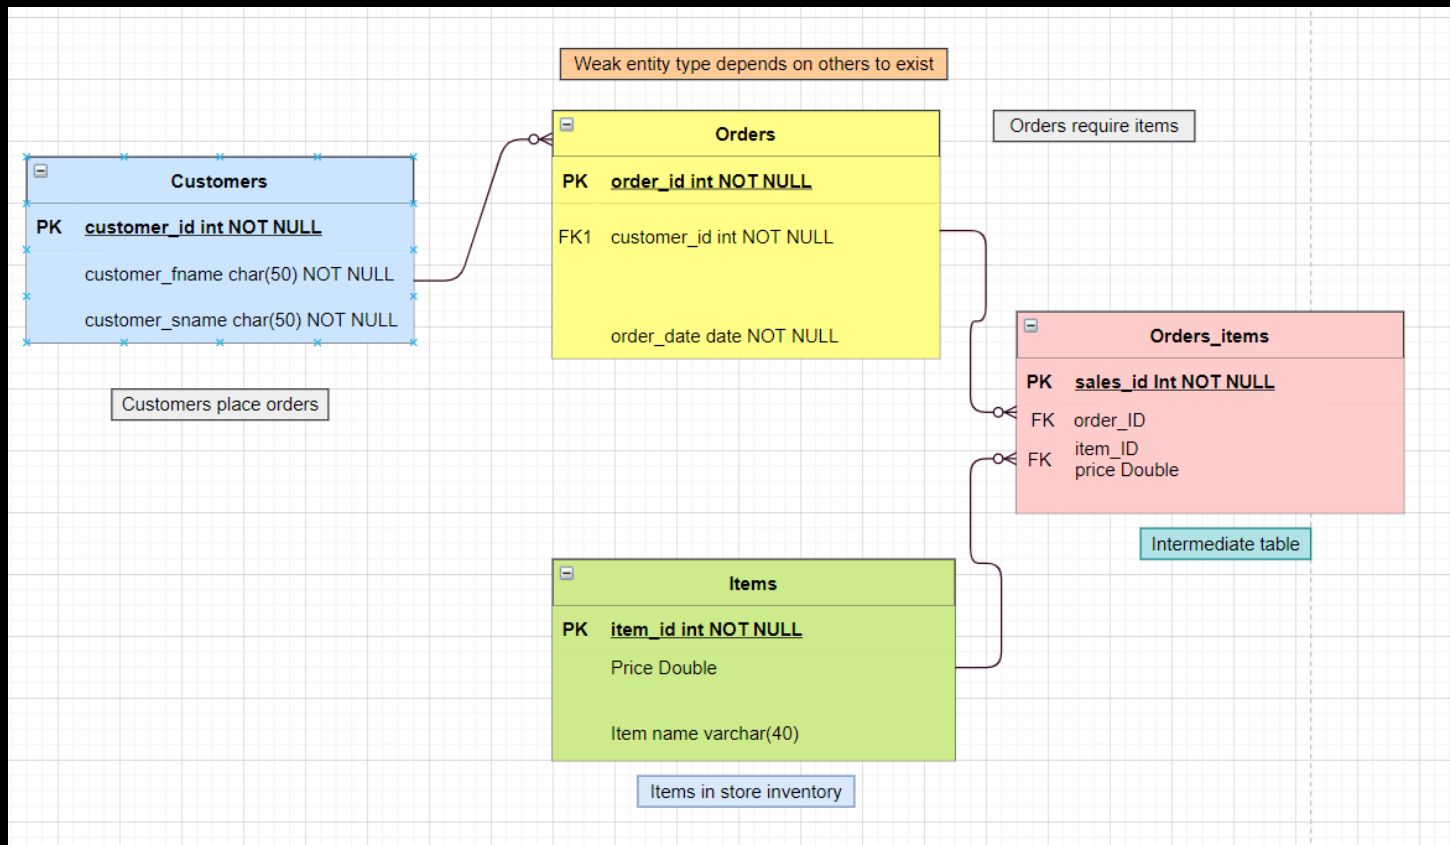 Weak entity type depends on others to exist
Orders require items
Customers
PK customer_id int NOT NULL
customer_fname char(50) NOT NULL
customer_sname char(50) NOT NULL
Customers place orders
Orders
PK order_id int NOT NULL
FK1 customer_id int NOT NULL
order_date date NOT NULL
Orders_items
PK sales_id Int NOT NULL
FK order_ID
FK item_ID
price Double
Intermediate table
Items
PK item_id int NOT NULL
Price Double
Item name varchar(40)
Items in store inventory